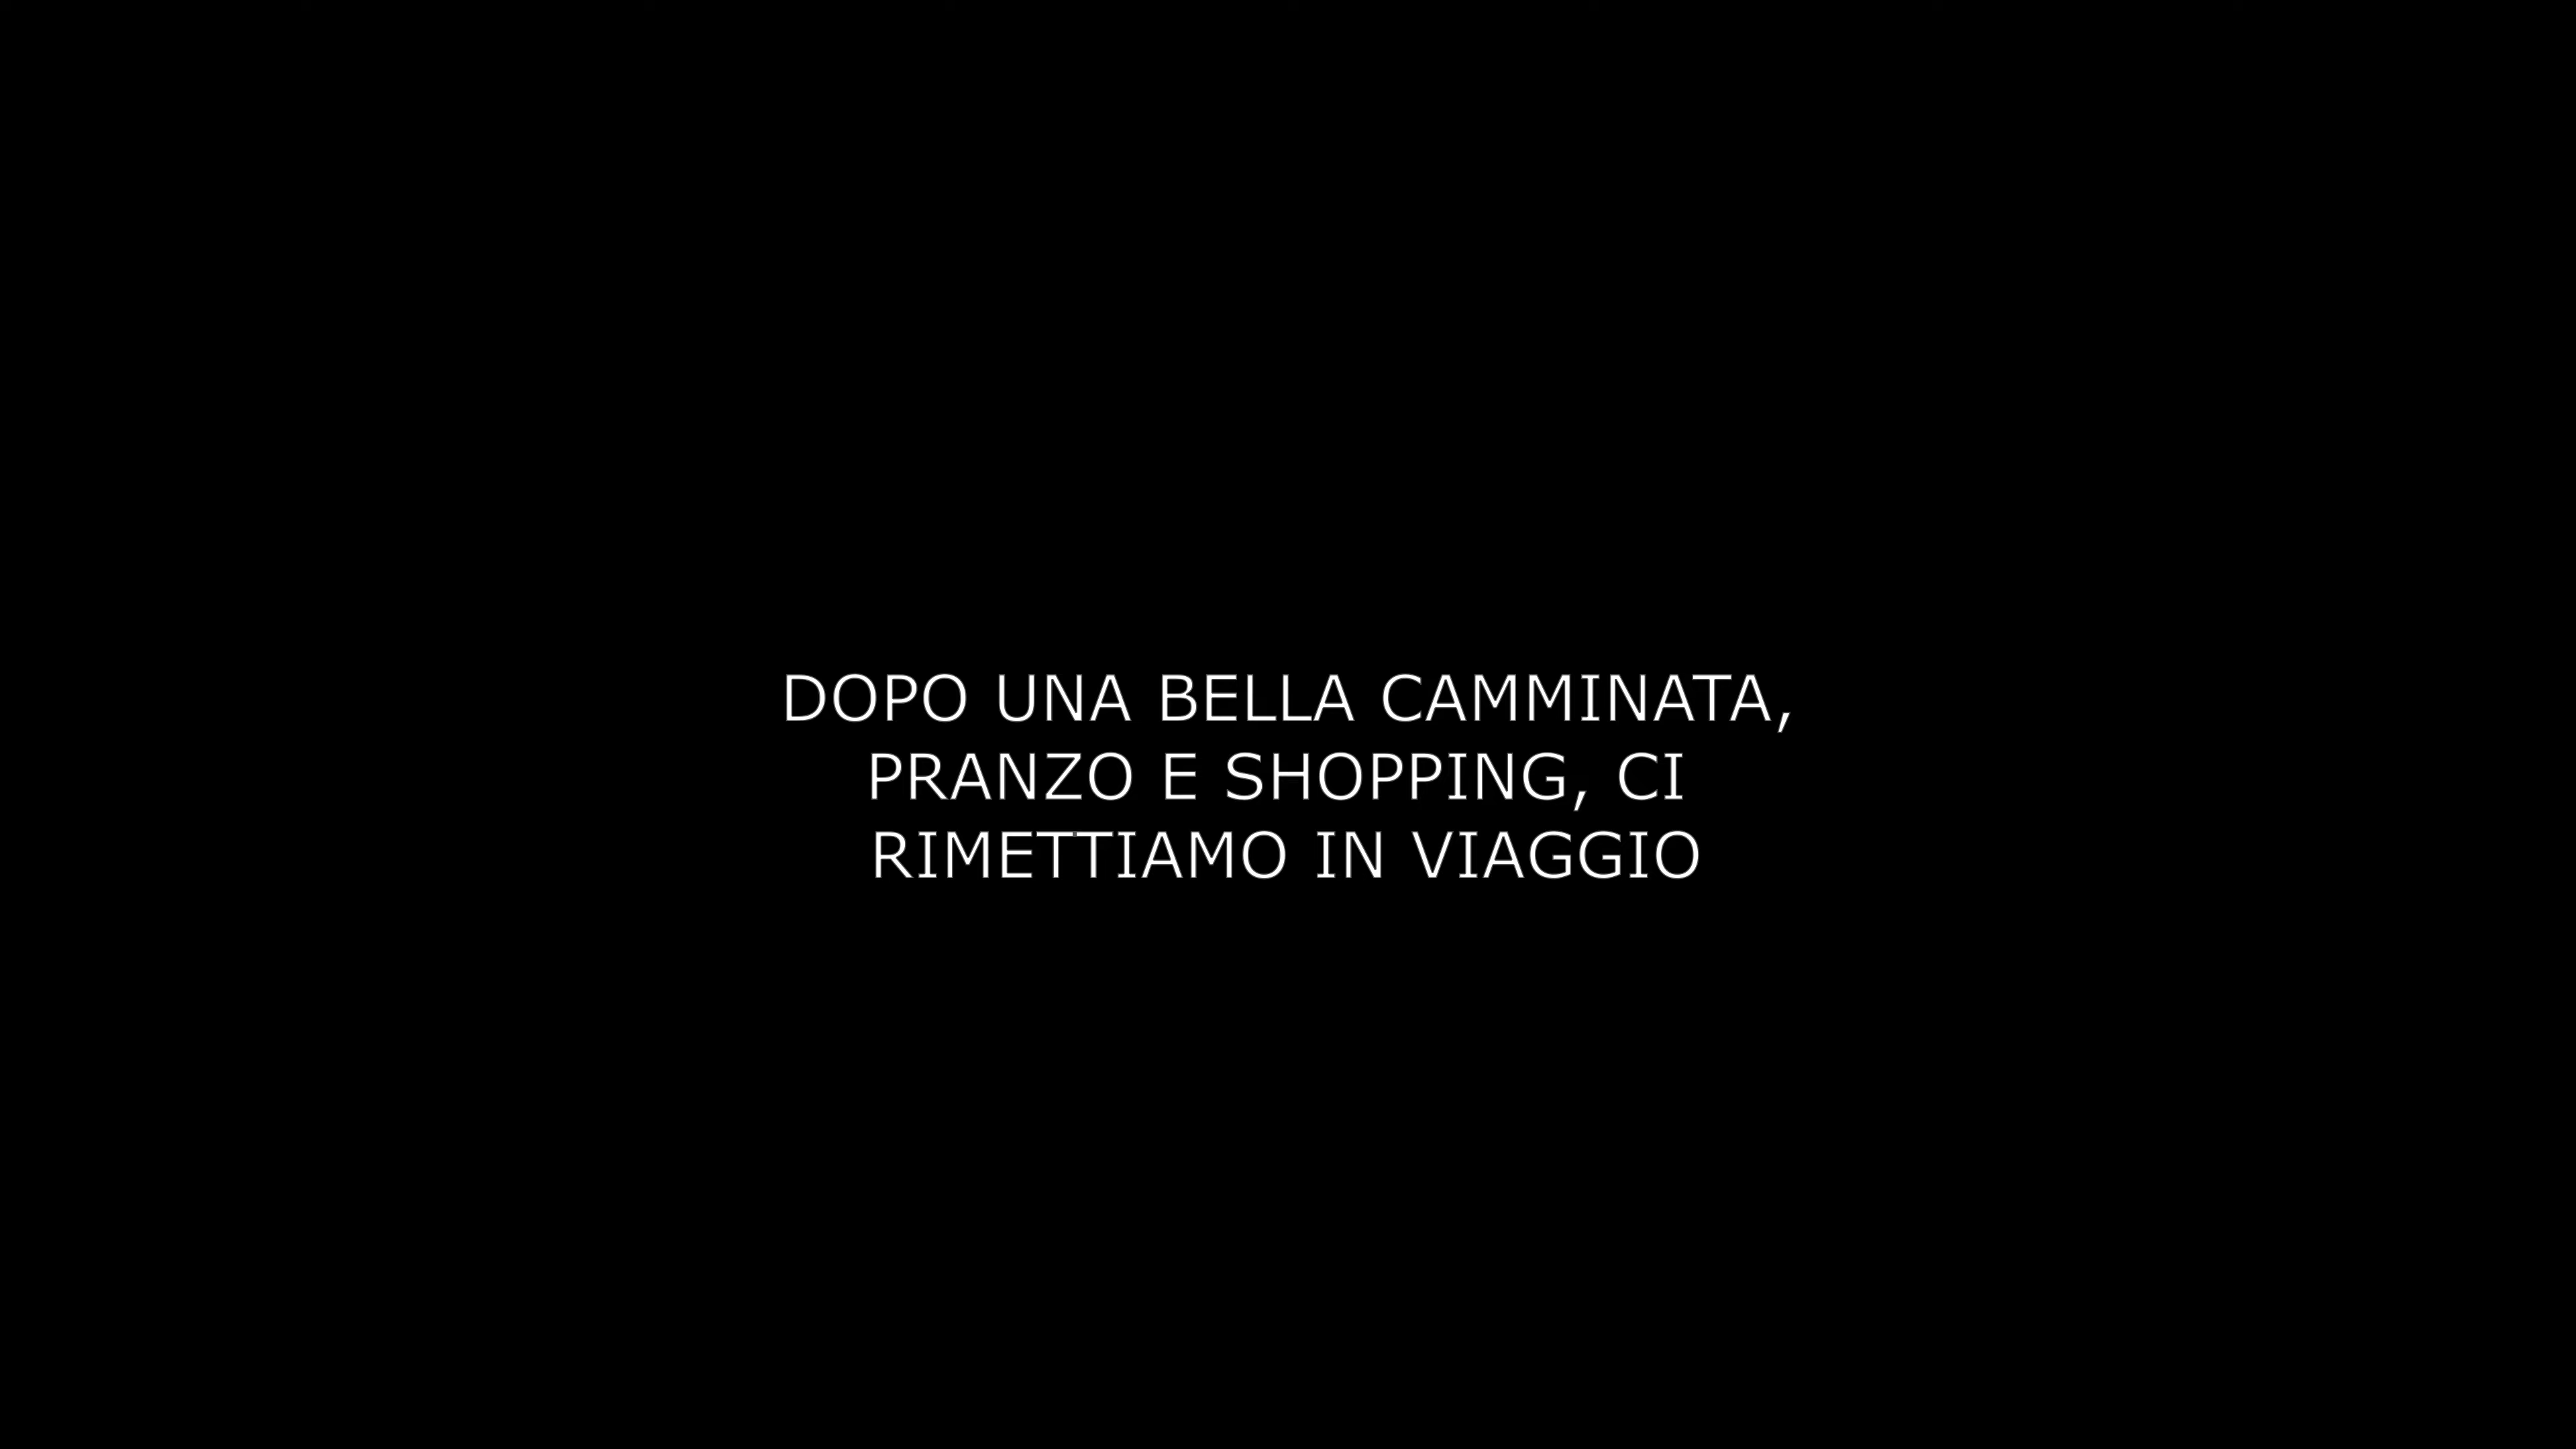 DOPO UNA BELLA CAMMINATA,
PRANZO E SHOPPING, CI
RIMETTIAMO IN VIAGGIO